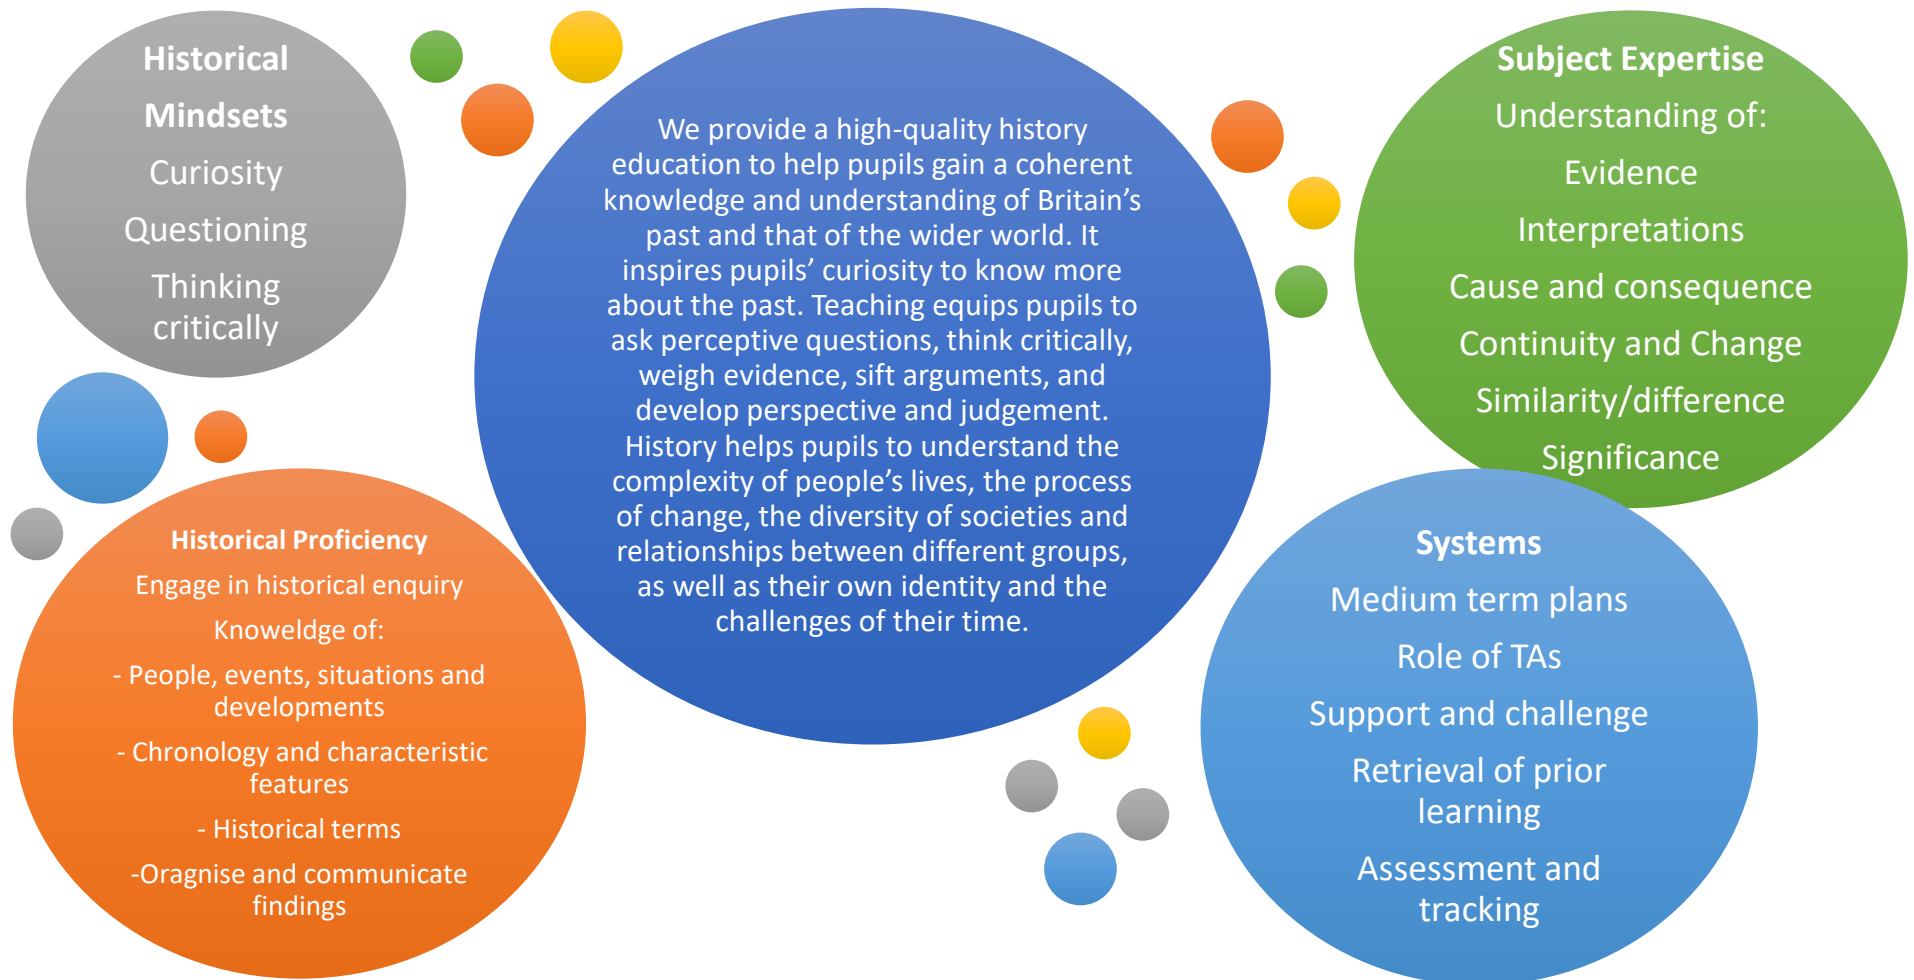 Historical
Mindsets
Curiosity
Questioning
Thinking
critically
We provide a high-quality history
education to help pupils gain a coherent
knowledge and understanding of Britain’s
past and that of the wider world. It
inspires pupils’ curiosity to know more
about the past. Teaching equips pupils to
ask perceptive questions, think critically,
weigh evidence, sift arguments, and
develop perspective and judgement.
History helps pupils to understand the
complexity of people’s lives, the process
of change, the diversity of societies and
relationships between different groups,
as well as their own identity and the
challenges of their time.
Subject Expertise
Understanding of:
Evidence
Interpretations
Cause and consequence
Continuity and Change
Similarity/difference
Significance
Historical Proficiency
Engage in historical enquiry
Knoweldge of:
- People, events, situations and
developments
- Chronology and characteristic
features
- Historical terms
-Oragnise and communicate
findings
Systems
Medium term plans
Role of TAs
Support and challenge
Retrieval of prior
learning
Assessment and
tracking